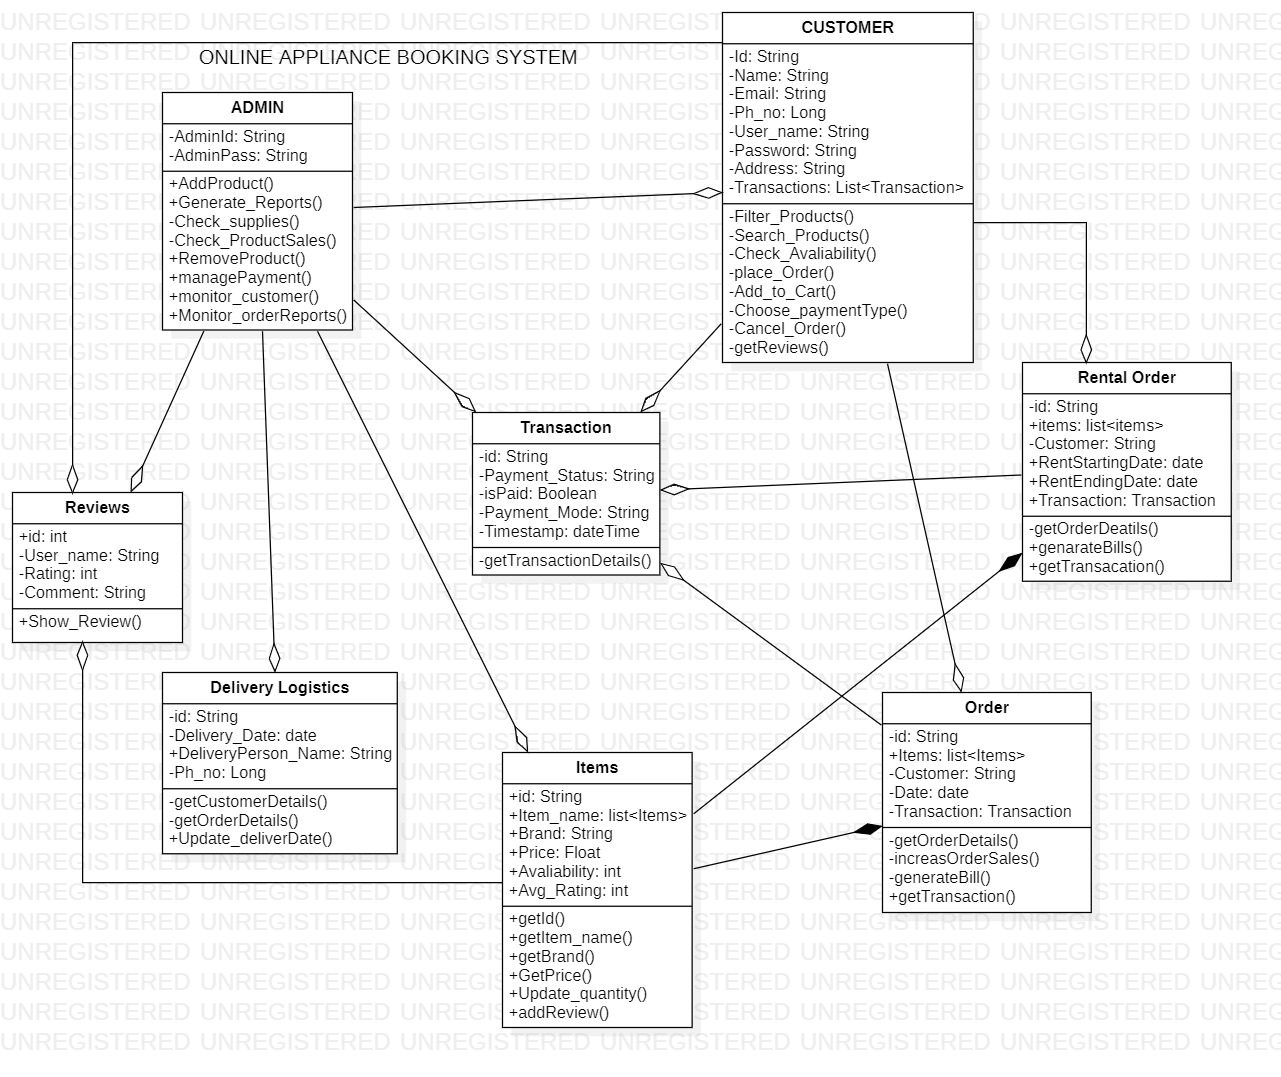 ONLINE APPLIANCE BOOKING SYSTEM
CUSTOMER
-Id: String
-Name: String
-Email: String
-Ph_no: Long
-User_name: String
-Password: String
-Address: String
-Transactions: List<Transaction>
-Filter_Products()
-Search_Products()
-Check_Avaliability()
-place_Order()
-Add_to_Cart()
-Choose_paymentType()
-Cancel_Order()
-getReviews()
ADMIN
-AdminId: String
-AdminPass: String
+AddProduct()
+Generate_Reports()
-Check_supplies()
-Check_ProductSales()
+RemoveProduct()
+managePayment()
+monitor_customer()
+Monitor_orderReports()
Rental Order
-id: String
+items: list<items>
-Customer: String
+RentStartingDate: date
+RentEndingDate: date
+Transaction: Transaction
-getOrderDeatils()
+genarateBills()
+getTransacation()
Transaction
-id: String
-Payment_Status: String
-isPaid: Boolean
-Payment_Mode: String
-Timestamp: dateTime
-getTransactionDetails()
Reviews
+id: int
-User_name: String
-Rating: int
-Comment: String
+Show_Review()
Delivery Logistics
-id: String
-Delivery_Date: date
+DeliveryPerson_Name: String
-Ph_no: Long
-getCustomerDetails()
-getOrderDetails()
+Update_deliverDate()
Items
+id: String
+Item_name: list<Items>
+Brand: String
+Price: Float
+Avaliability: int
+Avg_Rating: int
+getId()
+getItem_name()
+getBrand()
+GetPrice()
+Update_quantity()
+addReview()
Order
-id: String
+Items: list<Items>
-Customer: String
-Date: date
-Transaction: Transaction
-getOrderDetails()
-increasOrderSales()
-generateBill()
+getTransaction()
UNREGISTERED